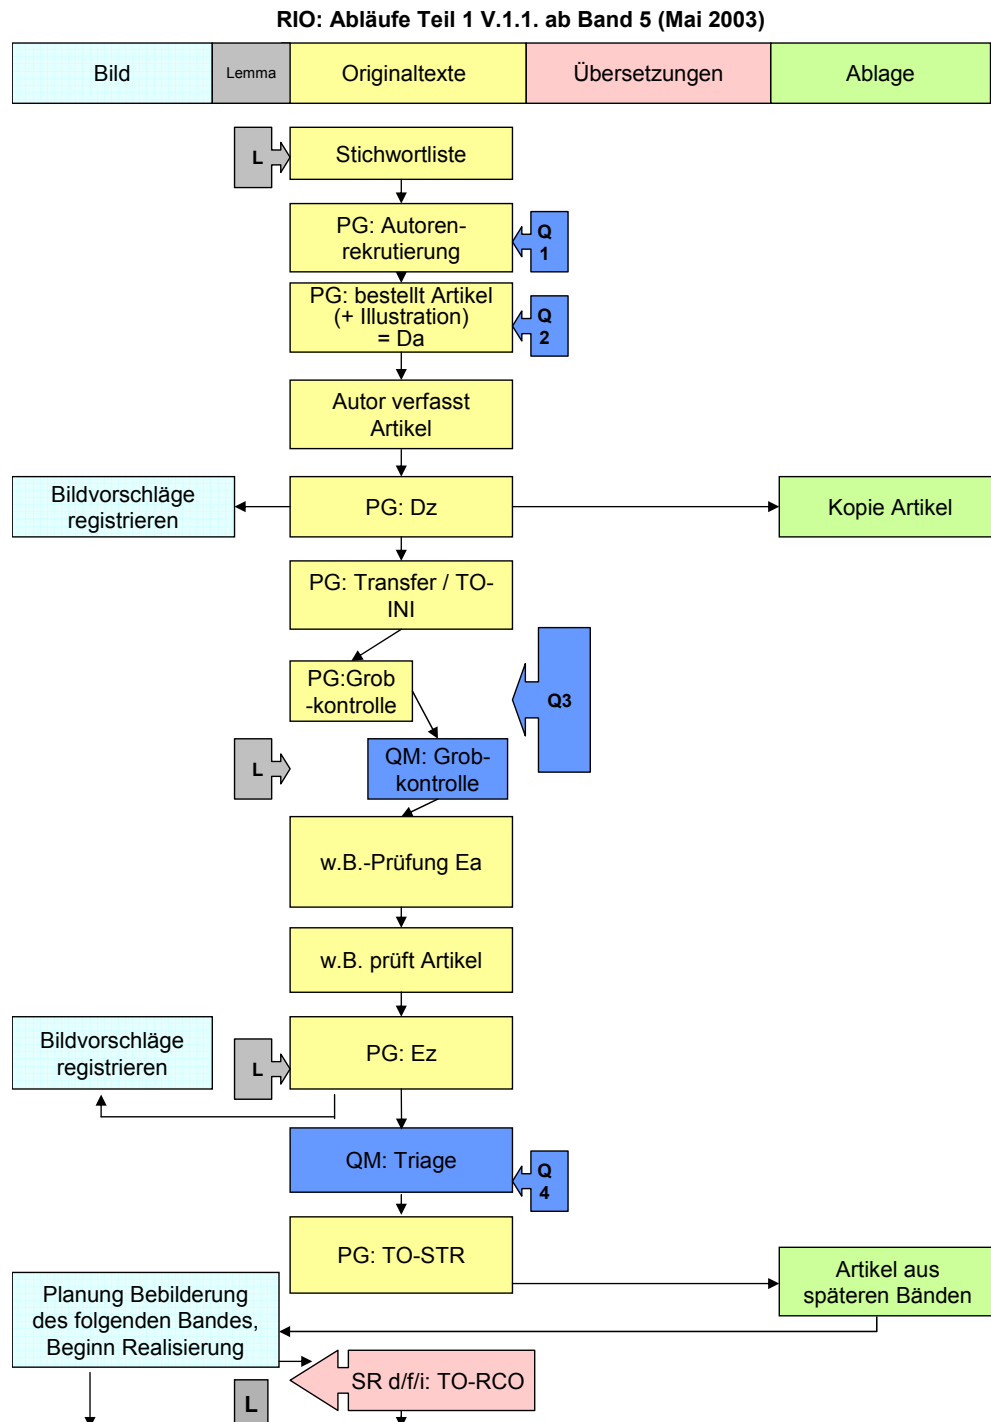 RIO: Abläufe Teil 1 V.1.1. ab Band 5 (Mai 2003)
Bild
Lemma
Originaltexte
Übersetzungen
Ablage
L
Stichwortliste
PG: Autoren-
rekrutierung
Q
1
PG: bestellt Artikel
(+ Illustration)
= Da
Q
2
Autor verfasst
Artikel
Bildvorschläge
registrieren
PG: Dz
Kopie Artikel
PG: Transfer / TO-
INI
PG:Grob
-kontrolle
Q3
L
QM: Grob-
kontrolle
w.B.-Prüfung Ea
w.B. prüft Artikel
Bildvorschläge
registrieren
L
PG: Ez
QM: Triage
Q
4
PG: TO-STR
Artikel aus
späteren Bänden
Planung Bebilderung
des folgenden Bandes,
Beginn Realisierung
SR d/f/i: TO-RCO
L